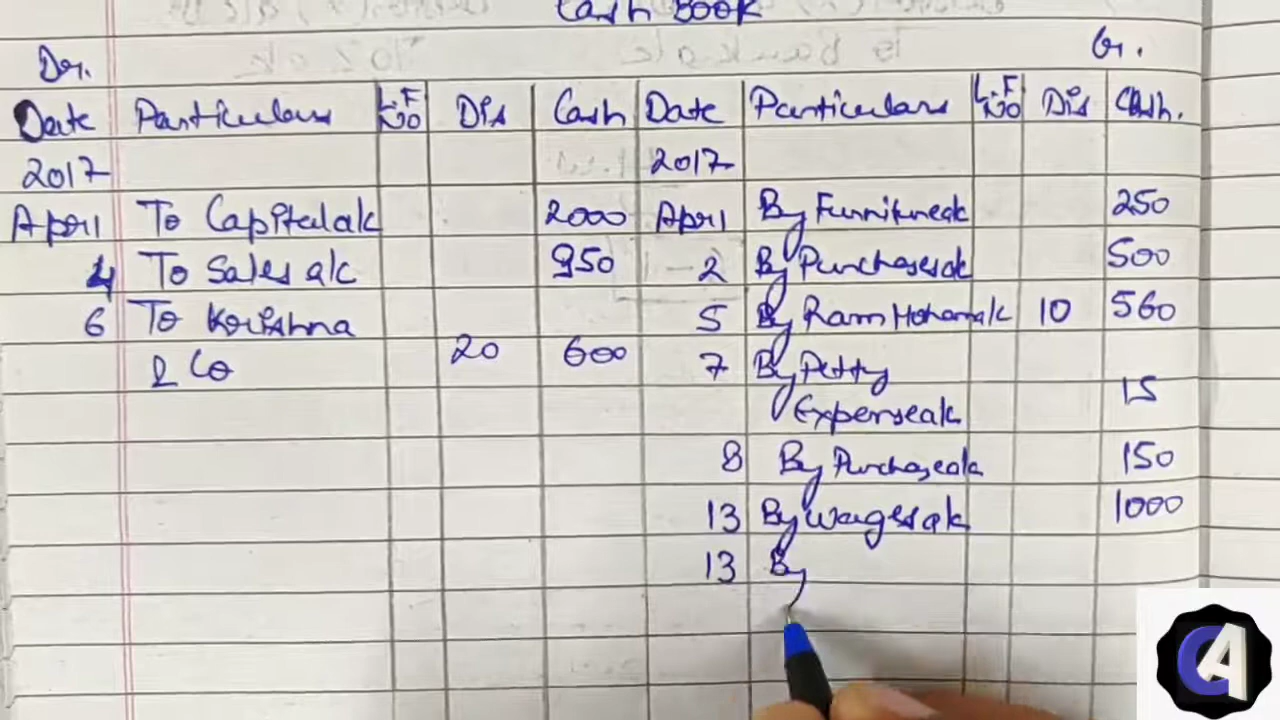 Cash Book
Dr. Cr.
Date Particulars L.F No Dis Cash Date Particulars L.F No Dis Cash.
2017 2017
April To Capital a/c 2000 April By Furniture a/c 250
4 To Sales a/c 950 2 By Purchases a/c 500
6 To Krishna 5 By Ram Mohan a/c 10 560
& Co 20 600 7 By Petty
Expense a/c 15
8 By Purchase a/c 150
13 By Wages a/c 1000
13 By
CA